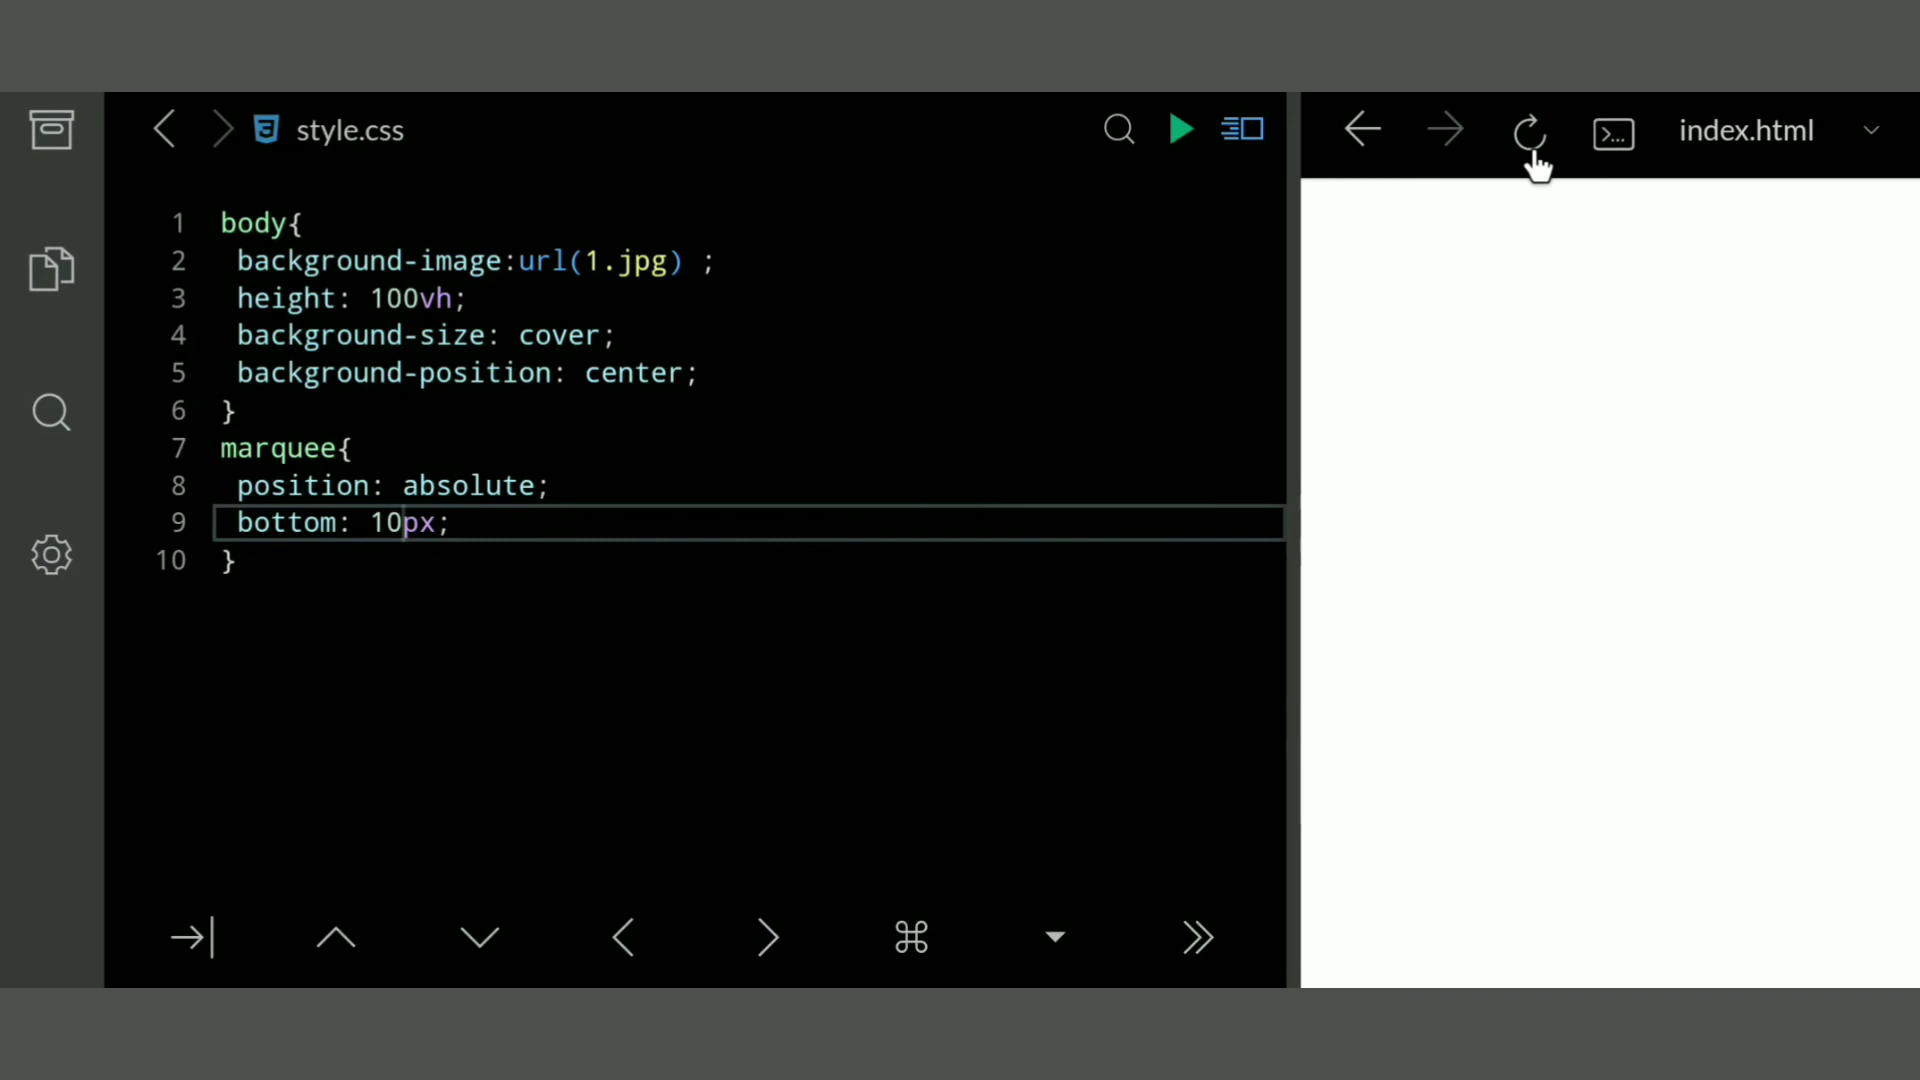 style.css
index.html
1 body{
2 background-image:url(1.jpg) ;
3 height: 100vh;
4 background-size: cover;
5 background-position: center;
6 }
7 marquee{
8 position: absolute;
9 bottom: 10px;
10 }